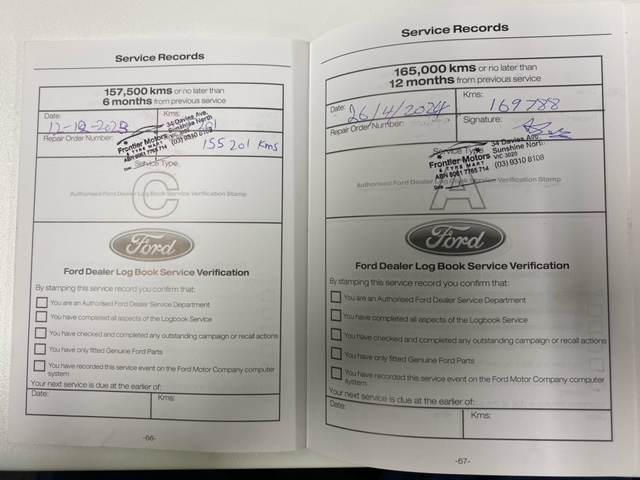 Service Records
157,500 kms or no later than
6 months from previous service
Date:
Kms:
Repair Order Number:
155 201 Kms
Frontier Motors
& TYRE MART
34 Davies Ave,
Sunshine North
VIC 3020
(03) 9310 8108
Service Type
C
Authorised Ford Dealer Log Book Service Verification Stamp
Ford
Ford Dealer Log Book Service Verification
By stamping this service record you confirm that:
You are an Authorised Ford Dealer Service Department
You have completed all aspects of the Logbook Service
You have checked and completed any outstanding campaign or recall actions
You have only fitted Genuine Ford Parts
You have recorded this service event on the Ford Motor Company computer
system
Your next service is due at the earlier of:
Date:
Kms:
-66-
Service Records
165,000 kms or no later than
12 months from previous service
Date: 26/4/2024
Kms:
169788
Repair Order Number:
Signature:
Service Type
Frontier Motors
& TYRE MART
34 Davies Ave,
Sunshine North
VIC 3020
(03) 9310 8108
A
Authorised Ford Dealer Log Book Service Verification Stamp
Ford
Ford Dealer Log Book Service Verification
By stamping this service record you confirm that:
You are an Authorised Ford Dealer Service Department
You have completed all aspects of the Logbook Service
You have checked and completed any outstanding campaign or recall actions
You have only fitted Genuine Ford Parts
You have recorded this service event on the Ford Motor Company computer
system
Your next service is due at the earlier of:
Date:
Kms:
-67-